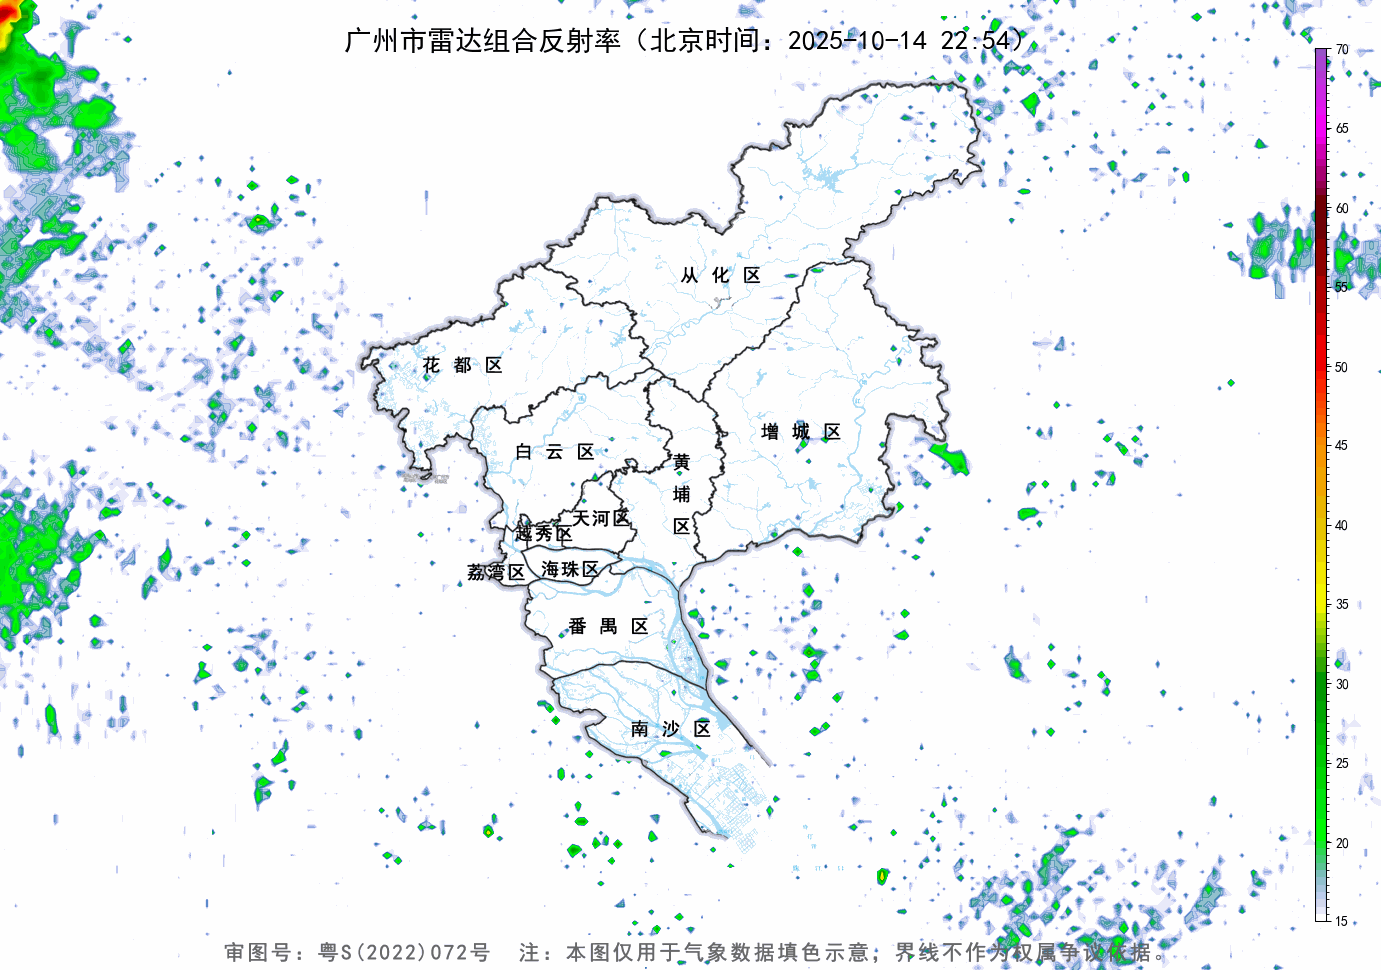 广州市雷达组合反射率（北京时间：2025-10-14 22:54）
70
65
60
55
50
45
40
35
30
25
20
15
从化区
花都区
增城区
白云区
黄埔区
天河区
越秀区
荔湾区
海珠区
番禺区
南沙区
审图号：粤S(2022)072号 注：本图仅用于气象数据填色示意；界线不作为权属争议依据。